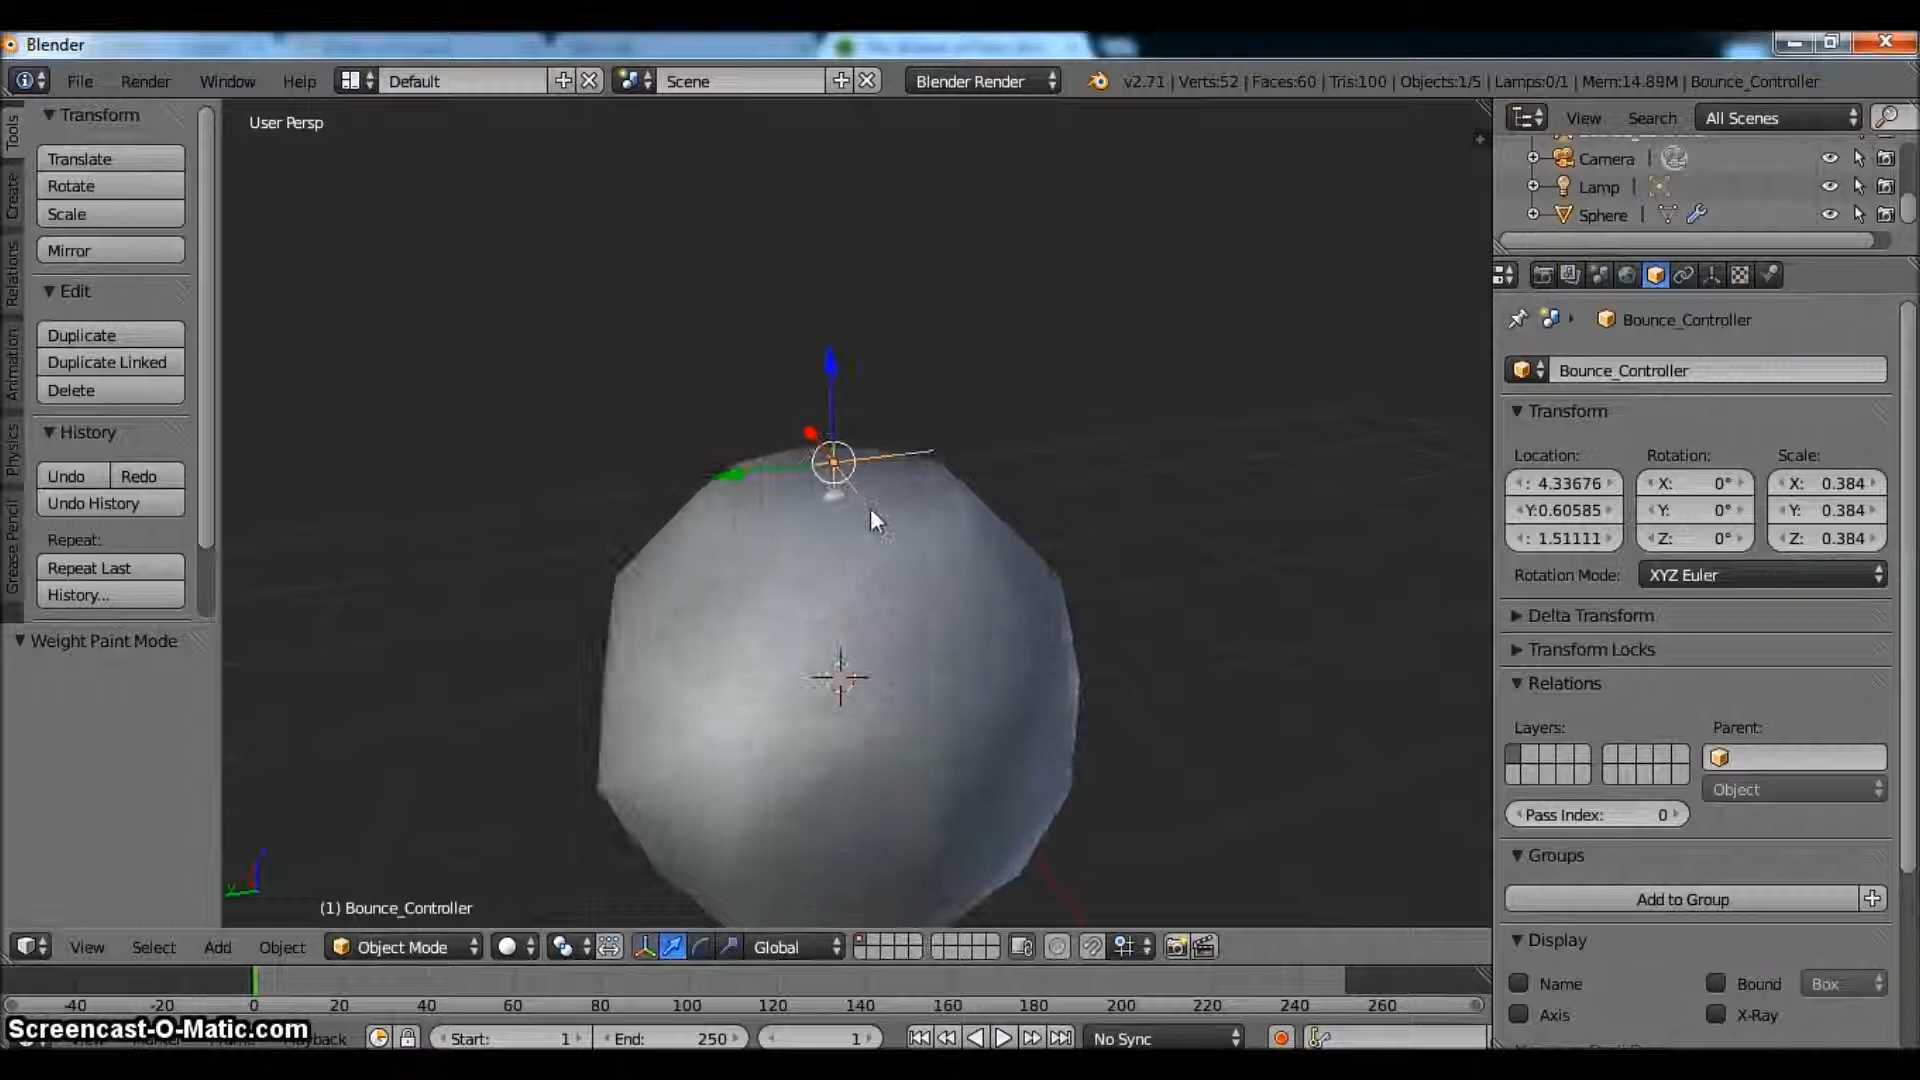 Blender
File Render Window Help Default Scene Blender Render v2.71 | Verts:52 | Faces:60 | Tris:100 | Objects:1/5 | Lamps:0/1 | Mem:14.89M | Bounce_Controller
Tools
Create
Relations
Animation
Physics
Grease Pencil
Transform
Translate
Rotate
Scale
Mirror
Edit
Duplicate
Duplicate Linked
Delete
History
Undo Redo
Undo History
Repeat:
Repeat Last
History...
Weight Paint Mode
User Persp
(1) Bounce_Controller
View Search All Scenes
Camera
Lamp
Sphere
Bounce_Controller
Bounce_Controller
Transform
Location: Rotation: Scale:
: 4.33676 X: 0° X: 0.384
Y:0.60585 Y: 0° Y: 0.384
: 1.51111 Z: 0° Z: 0.384
Rotation Mode: XYZ Euler
Delta Transform
Transform Locks
Relations
Layers: Parent:
Object
Pass Index: 0
Groups
Add to Group
Display
Name Bound Box
Axis X-Ray
View Select Add Object Object Mode Global
-40 -20 0 20 40 60 80 100 120 140 160 180 200 220 240 260
Screencast-O-Matic.com
Start: 1 End: 250 1 No Sync